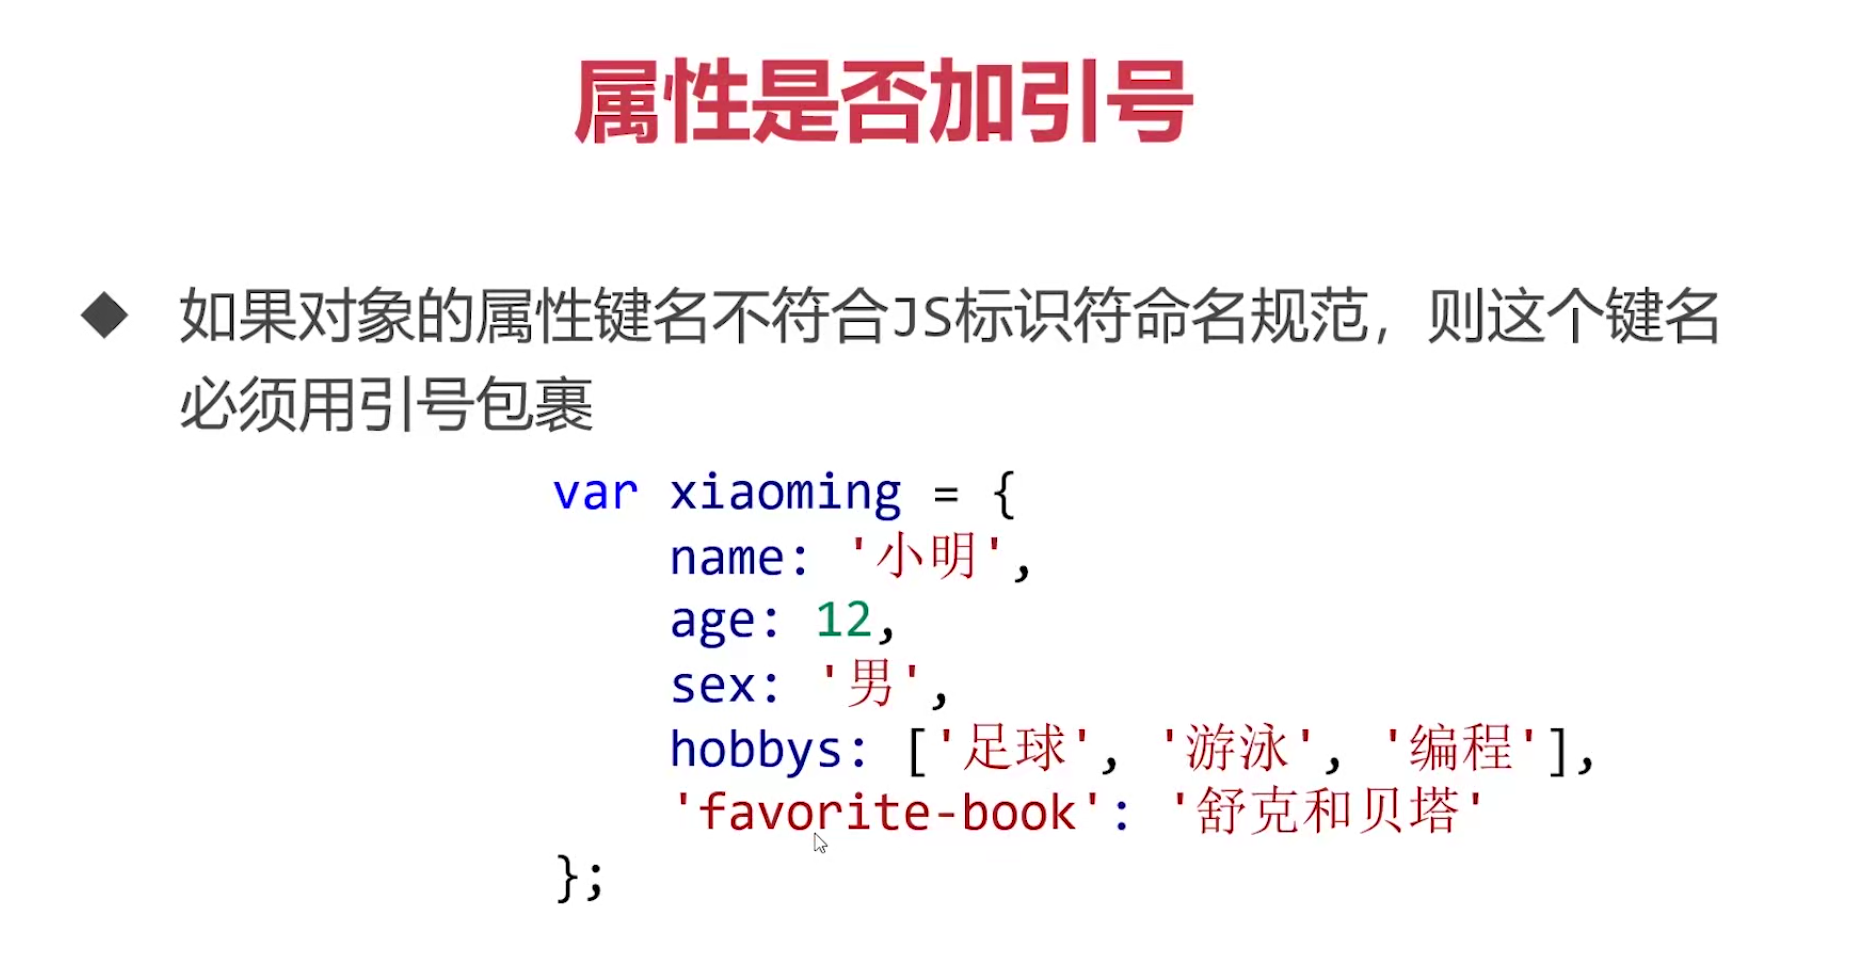 属性是否加引号
◆ 如果对象的属性键名不符合JS标识符命名规范，则这个键名
必须用引号包裹
var xiaoming = {
    name: '小明',
    age: 12,
    sex: '男',
    hobbys: ['足球', '游泳', '编程'],
    'favorite-book': '舒克和贝塔'
};